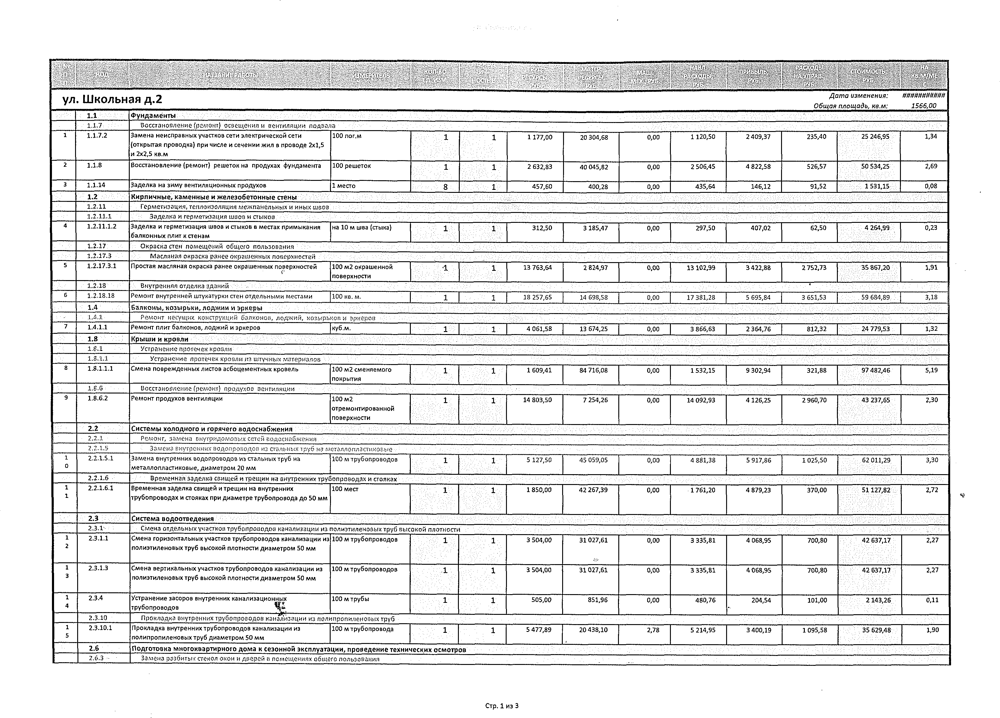 № П П КОД НАЗВАНИЕ РАБОТЫ ИЗМЕРИТЕЛЬ КОЛ-ВО ЕД. ИЗМ. ТРУД. РЕСУРСЫ, РУБ. МАТЕР. РЕСУРСЫ, РУБ. МАШ. МЕХ., РУБ. НАКЛ. РАСХОДЫ, РУБ. ПРИБЫЛЬ, РУБ. РАСХОДЫ НА УПРАВ., РУБ. СТОИМОСТЬ, РУБ. НА КВ.М/МЕС
ул. Школьная д.2
Дата изменения: ###########
Общая площадь, кв.м: 1566,00
1.1 Фундаменты
1.1.7 Восстановление (ремонт) освещения и вентиляции подвала
1 1.1.7.2 Замена неисправных участков сети электрической сети 100 пог.м 1 1 1 177,00 20 304,68 0,00 1 120,50 2 409,37 235,40 25 246,95 1,34
(открытая проводка) при числе и сечении жил в проводе 2х1,5
и 2х2,5 кв.м
2 1.1.8 Восстановление (ремонт) решеток на продухах фундамента 100 решеток 1 1 2 632,83 40 045,82 0,00 2 506,45 4 822,58 526,57 50 534,25 2,69
3 1.1.14 Заделка на зиму вентиляционных продухов 1 место 8 1 457,60 400,28 0,00 435,64 146,12 91,52 1 531,15 0,08
1.2 Кирпичные, каменные и железобетонные стены
1.2.11 Герметизация, теплоизоляция межпанельных и иных швов
1.2.11.1 Заделка и герметизация швов и стыков
4 1.2.11.1.2 Заделка и герметизация швов и стыков в местах примыкания на 10 м шва (стыка) 1 1 312,50 3 185,47 0,00 297,50 407,02 62,50 4 264,99 0,23
балконных плит к стенам
1.2.17 Окраска стен помещений общего пользования
1.2.17.3 Масляная окраска ранее окрашенных поверхностей
5 1.2.17.3.1 Простая масляная окраска ранее окрашенных поверхностей 100 м2 окрашенной 1 1 13 763,64 2 824,97 0,00 13 102,99 3 422,88 2 752,73 35 867,20 1,91
поверхности
1.2.18 Внутренняя отделка зданий
6 1.2.18.18 Ремонт внутренней штукатурки стен отдельными местами 100 кв. м. 1 1 18 257,65 14 698,58 0,00 17 381,28 5 695,84 3 651,53 59 684,89 3,18
1.4 Балконы, козырьки, лоджии и эркеры
1.4.1 Ремонт несущих конструкций балконов, лоджий, козырьков и эркеров
7 1.4.1.1 Ремонт плит балконов, лоджий и эркеров куб.м. 1 1 4 061,58 13 674,25 0,00 3 866,63 2 364,76 812,32 24 779,53 1,32
1.8 Крыши и кровли
1.8.1 Устранение протечек кровли
1.8.1.1 Устранение протечек кровли из штучных материалов
8 1.8.1.1.1 Смена поврежденных листов асбоцементных кровель 100 м2 сменяемого 1 1 1 609,41 84 716,08 0,00 1 532,15 9 302,94 321,88 97 482,46 5,19
покрытия
1.8.6 Восстановление (ремонт) продухов вентиляции
9 1.8.6.2 Ремонт продухов вентиляции 100 м2 1 1 14 803,50 7 254,26 0,00 14 092,93 4 126,25 2 960,70 43 237,65 2,30
отремонтированной
поверхности
2.2 Системы холодного и горячего водоснабжения
2.2.1 Ремонт, замена внутридомовых сетей водоснабжения
2.2.1.5 Замена внутренних водопроводов из стальных труб на металлопластиковые
1 2.2.1.5.1 Замена внутренних водопроводов из стальных труб на 100 м трубопроводов 1 1 5 127,50 45 059,05 0,00 4 881,38 5 917,86 1 025,50 62 011,29 3,30
0 металлопластиковые, диаметром 20 мм
2.2.1.6 Временная заделка свищей и трещин на внутренних трубопроводах и стояках
1 2.2.1.6.1 Временная заделка свищей и трещин на внутренних 100 мест 1 1 1 850,00 42 267,39 0,00 1 761,20 4 879,23 370,00 51 127,82 2,72
1 трубопроводах и стояках при диаметре трубопровода до 50 мм
2.3 Система водоотведения
2.3.1 Смена отдельных участков трубопроводов канализации из полиэтиленовых труб высокой плотности
1 2.3.1.1 Смена горизонтальных участков трубопроводов канализации из 100 м трубопроводов 1 1 3 504,00 31 027,61 0,00 3 335,81 4 068,95 700,80 42 637,17 2,27
2 полиэтиленовых труб высокой плотности диаметром 50 мм
1 2.3.1.3 Смена вертикальных участков трубопроводов канализации из 100 м трубопроводов 1 1 3 504,00 31 027,61 0,00 3 335,81 4 068,95 700,80 42 637,17 2,27
3 полиэтиленовых труб высокой плотности диаметром 50 мм
1 2.3.4 Устранение засоров внутренних канализационных 100 м трубы 1 1 505,00 851,96 0,00 480,76 204,54 101,00 2 143,26 0,11
4 трубопроводов
2.3.10 Прокладка внутренних трубопроводов канализации из полипропиленовых труб
1 2.3.10.1 Прокладка внутренних трубопроводов канализации из 100 м трубопровода 1 1 5 477,89 20 438,10 2,78 5 214,95 3 400,19 1 095,58 35 629,48 1,90
5 полипропиленовых труб диаметром 50 мм
2.6 Подготовка многоквартирного дома к сезонной эксплуатации, проведение технических осмотров
2.6.3 Замена разбитых стекол окон и дверей в помещениях общего пользования
Стр. 1 из 3